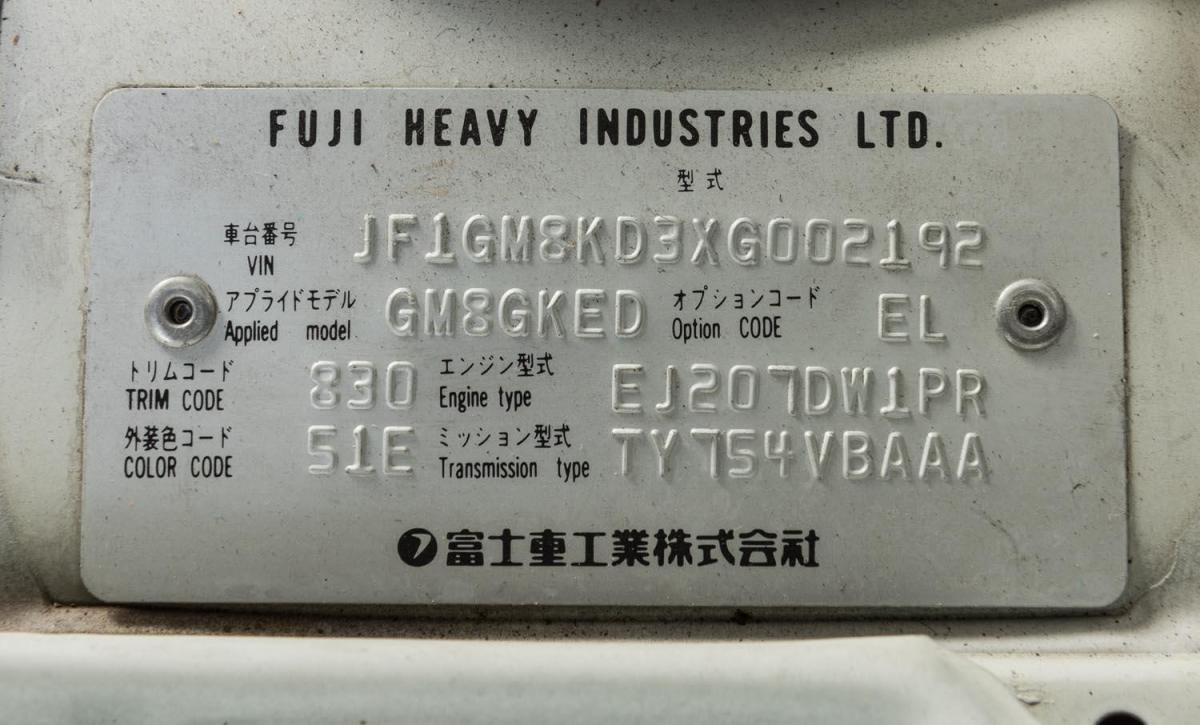 FUJI HEAVY INDUSTRIES LTD.
型式
車台番号 JF1GM8KD3XG002192
VIN
アプライドモデル GM8GKED オプションコード EL
Applied model Option CODE
トリムコード 830 エンジン型式 EJ207DW1PR
TRIM CODE Engine type
外装色コード 51E ミッション型式 TY754VBAAA
COLOR CODE Transmission type
富士重工業株式会社